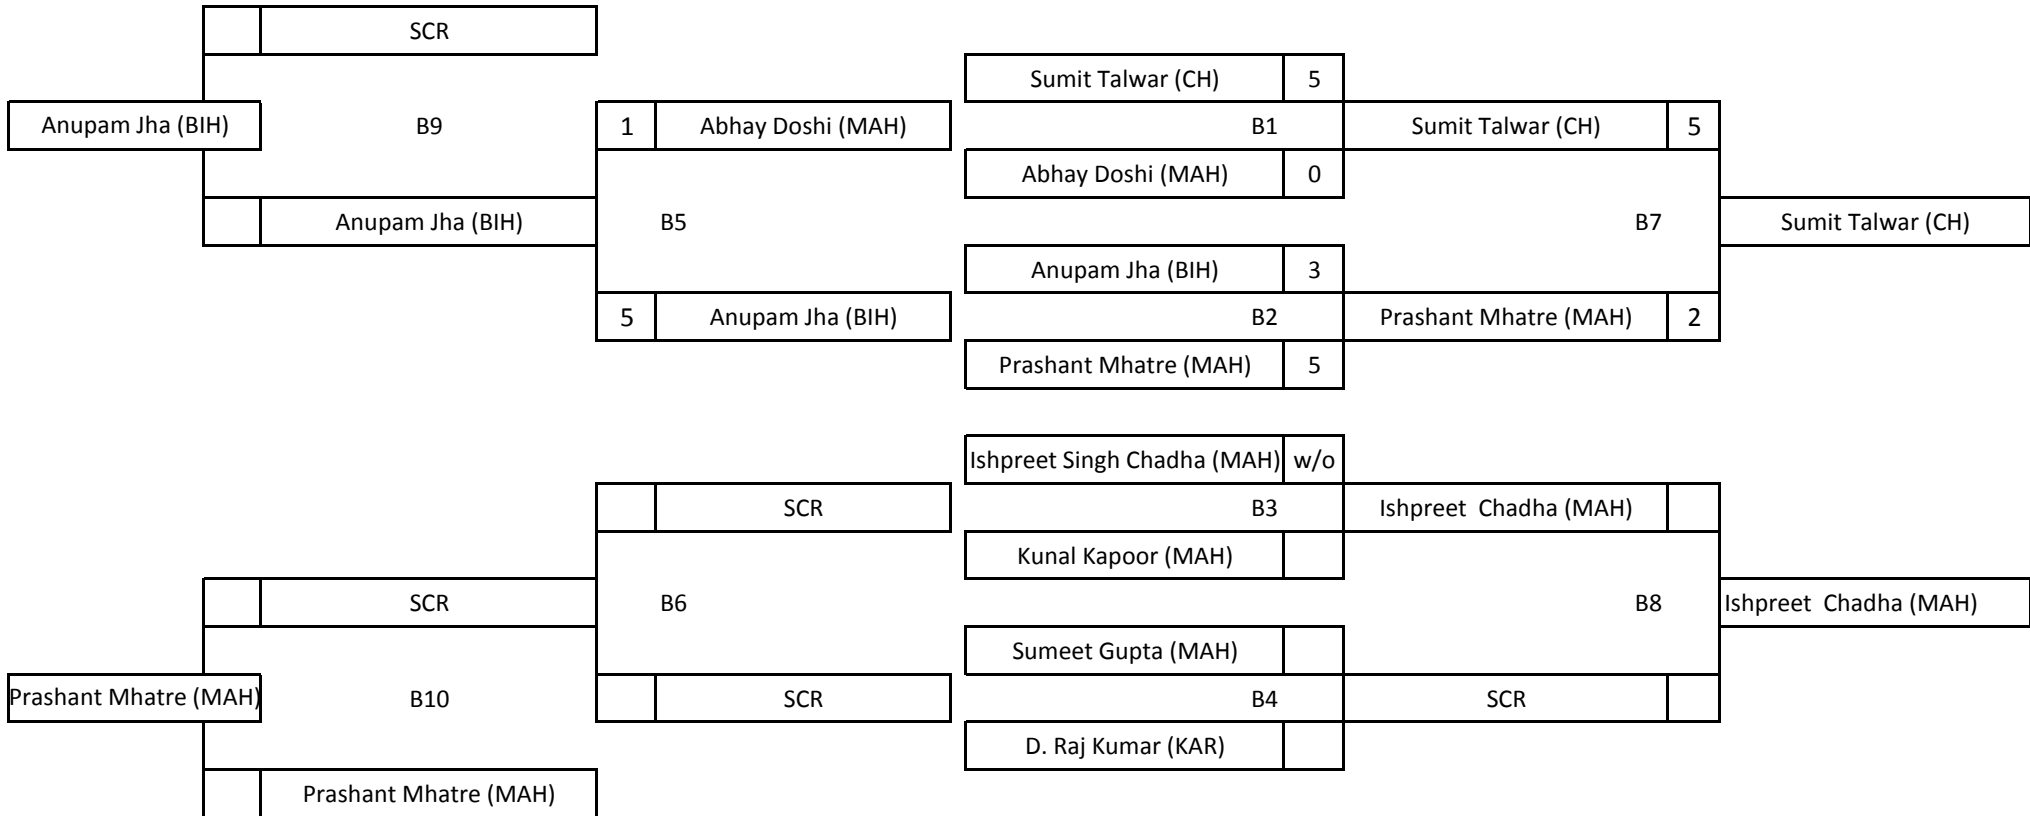 SCR
Sumit Talwar (CH) 5
Anupam Jha (BIH) B9 1 Abhay Doshi (MAH) B1 Sumit Talwar (CH) 5
Abhay Doshi (MAH) 0
Anupam Jha (BIH) B5 B7 Sumit Talwar (CH)
Anupam Jha (BIH) 3
5 Anupam Jha (BIH) B2 Prashant Mhatre (MAH) 2
Prashant Mhatre (MAH) 5
Ishpreet Singh Chadha (MAH) w/o
SCR B3 Ishpreet  Chadha (MAH)
Kunal Kapoor (MAH)
SCR B6 B8 Ishpreet  Chadha (MAH)
Sumeet Gupta (MAH)
Prashant Mhatre (MAH) B10 SCR B4 SCR
D. Raj Kumar (KAR)
Prashant Mhatre (MAH)